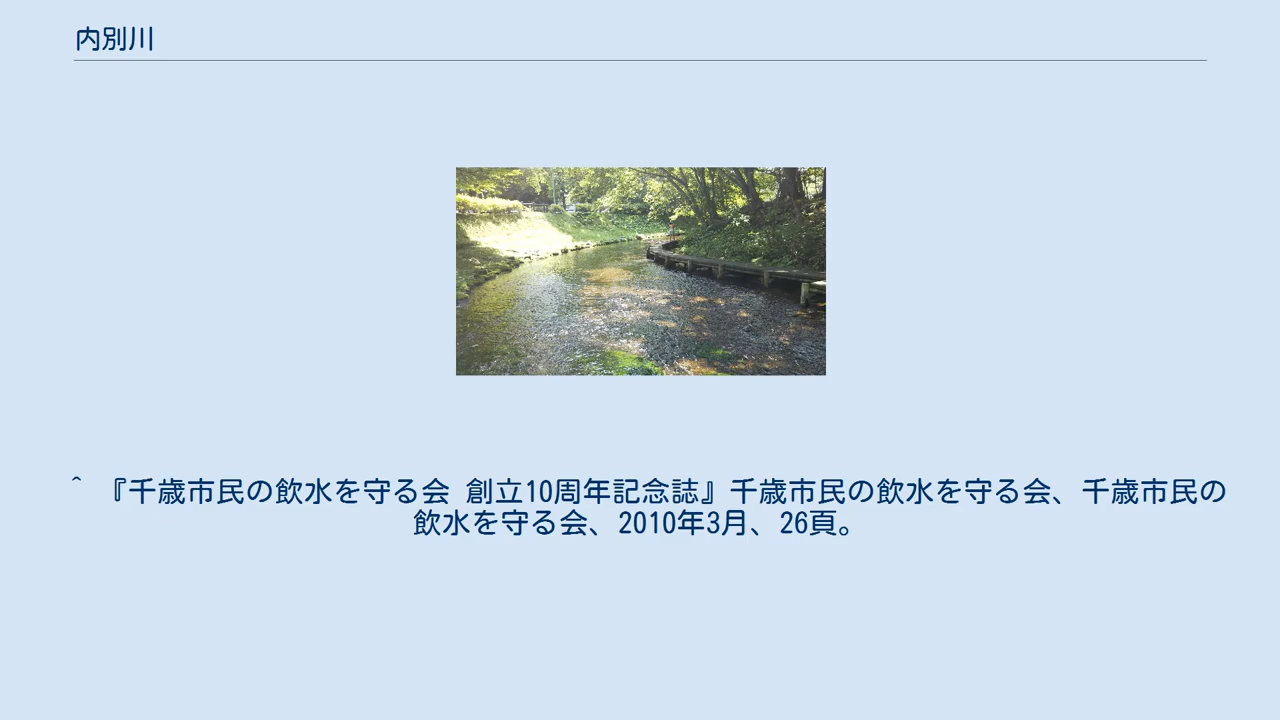 内別川
^ 『千歳市民の飲水を守る会 創立10周年記念誌』千歳市民の飲水を守る会、千歳市民の
飲水を守る会、2010年3月、26頁。